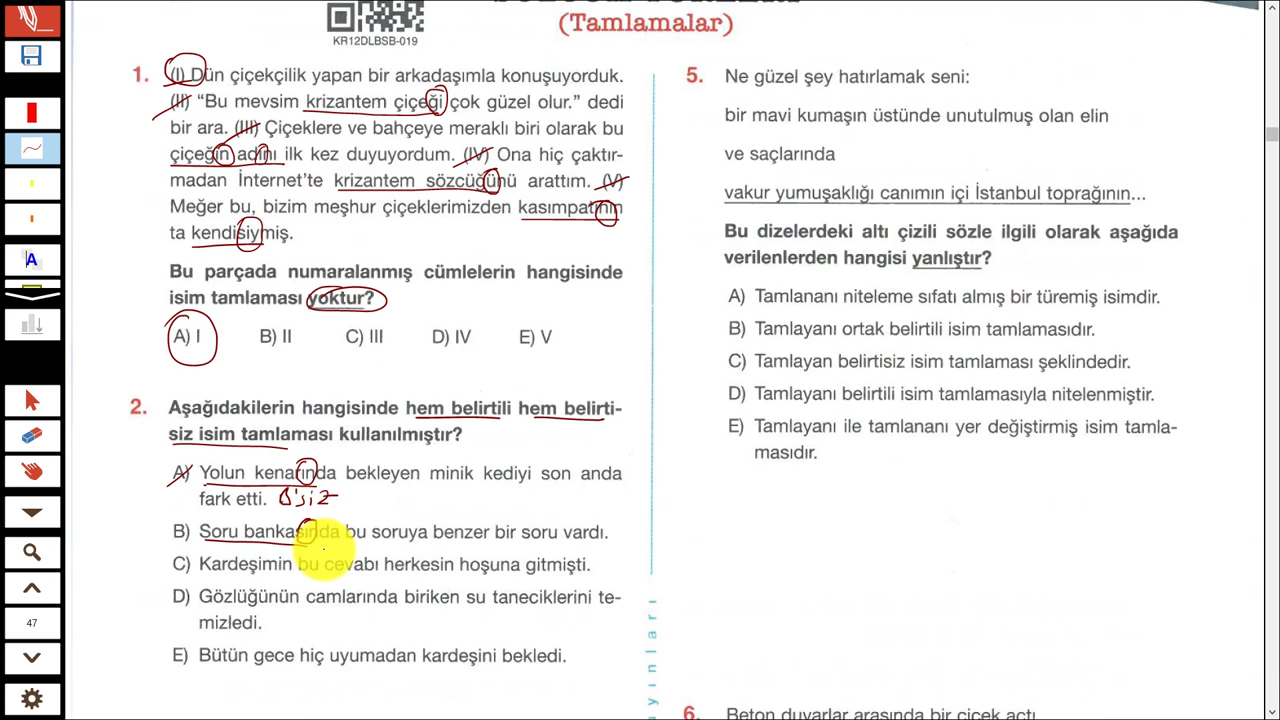 (Tamlamalar)
KR12DLBSB-019
1. (I) Dün çiçekçilik yapan bir arkadaşımla konuşuyorduk.
(II) “Bu mevsim krizantem çiçeği çok güzel olur.” dedi
bir ara. (III) Çiçeklere ve bahçeye meraklı biri olarak bu
çiçeğin adını ilk kez duyuyordum. (IV) Ona hiç çaktır-
madan İnternet’te krizantem sözcüğünü arattım. (V)
Meğer bu, bizim meşhur çiçeklerimizden kasımpatının
ta kendisiymiş.
Bu parçada numaralanmış cümlelerin hangisinde
isim tamlaması yoktur?
A) I B) II C) III D) IV E) V
2. Aşağıdakilerin hangisinde hem belirtili hem belirti-
siz isim tamlaması kullanılmıştır?
A) Yolun kenarında bekleyen minik kediyi son anda
fark etti. B'siz
B) Soru bankasında bu soruya benzer bir soru vardı.
C) Kardeşimin bu cevabı herkesin hoşuna gitmişti.
D) Gözlüğünün camlarında biriken su taneciklerini te-
mizledi.
E) Bütün gece hiç uyumadan kardeşini bekledi.
5. Ne güzel şey hatırlamak seni:
bir mavi kumaşın üstünde unutulmuş olan elin
ve saçlarında
vakur yumuşaklığı canımın içi İstanbul toprağının...
Bu dizelerdeki altı çizili sözle ilgili olarak aşağıda
verilenlerden hangisi yanlıştır?
A) Tamlananı niteleme sıfatı almış bir türemiş isimdir.
B) Tamlayanı ortak belirtili isim tamlamasıdır.
C) Tamlayan belirtisiz isim tamlaması şeklindedir.
D) Tamlayanı belirtili isim tamlamasıyla nitelenmiştir.
E) Tamlayanı ile tamlananı yer değiştirmiş isim tamla-
masıdır.
6. Beton duvarlar arasında bir çiçek açtı
yınları
A
47